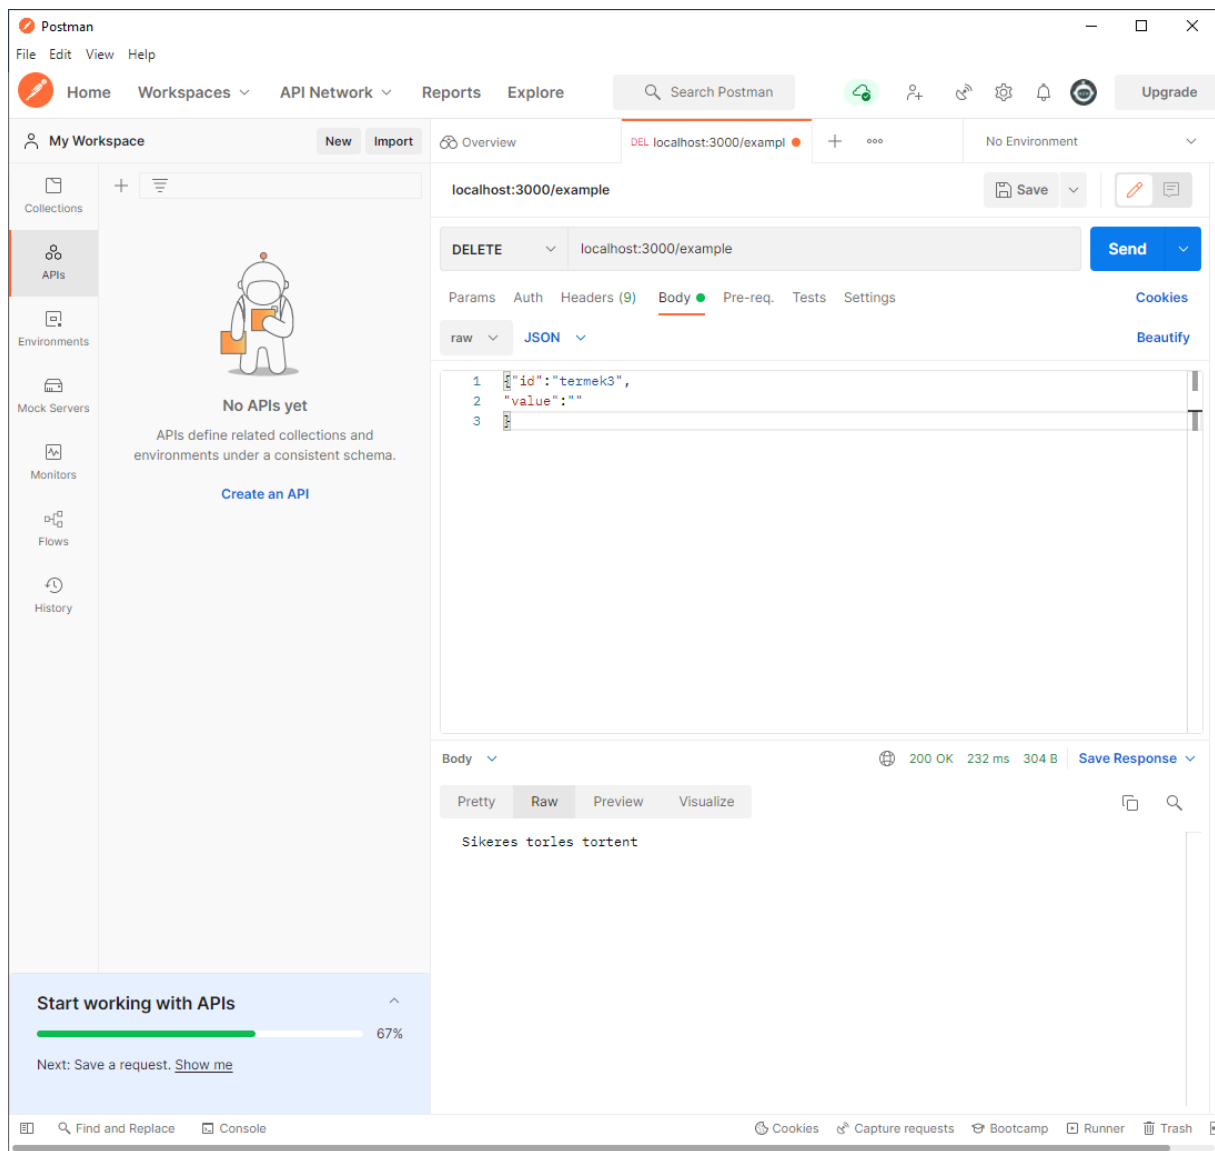 Postman
File Edit View Help
Home Workspaces API Network Reports Explore Search Postman Upgrade
My Workspace New Import Overview DEL localhost:3000/exampl No Environment
Collections
APIs
Environments
Mock Servers
Monitors
Flows
History
No APIs yet
APIs define related collections and
environments under a consistent schema.
Create an API
Start working with APIs
67%
Next: Save a request. Show me
localhost:3000/example Save
DELETE localhost:3000/example Send
Params Auth Headers (9) Body Pre-req. Tests Settings Cookies
raw JSON Beautify
1 {"id":"termek3",
2 "value":""
3 }
Body 200 OK 232 ms 304 B Save Response
Pretty Raw Preview Visualize
Sikeres torles tortent
Find and Replace Console Cookies Capture requests Bootcamp Runner Trash